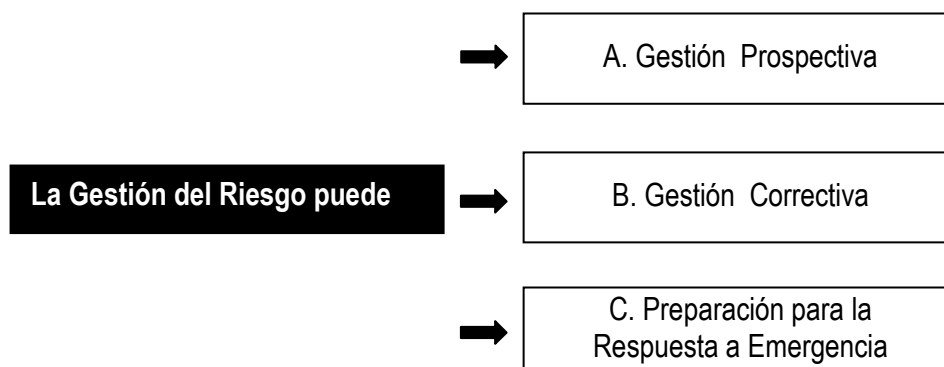 A. Gestión Prospectiva
La Gestión del Riesgo puede
B. Gestión Correctiva
C. Preparación para la
Respuesta a Emergencia